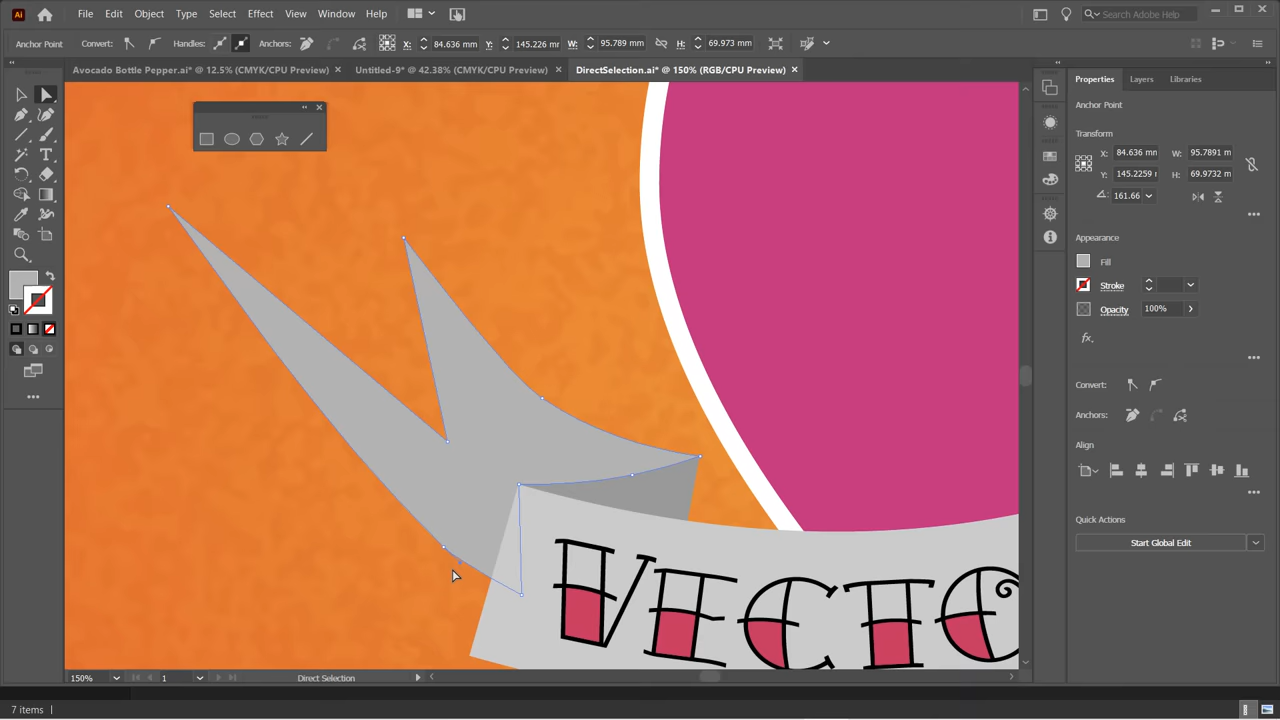 Ai File Edit Object Type Select Effect View Window Help Search Adobe Help
Anchor Point Convert: Handles: Anchors: X: 84.636 mm Y: 145.226 mm W: 95.789 mm H: 69.973 mm
Avocado Bottle Pepper.ai* @ 12.5% (CMYK/CPU Preview) × Untitled-9* @ 42.38% (CMYK/CPU Preview) × DirectSelection.ai* @ 150% (RGB/CPU Preview) ×
Properties Layers Libraries
Anchor Point
Transform
X: 84.636 mm W: 95.7891 m
Y: 145.2259 H: 69.9732 m
161.66
Appearance
Fill
Stroke
Opacity 100%
fx
Convert:
Anchors:
Align
Quick Actions
Start Global Edit
VECTO
150% 1 Direct Selection
7 items